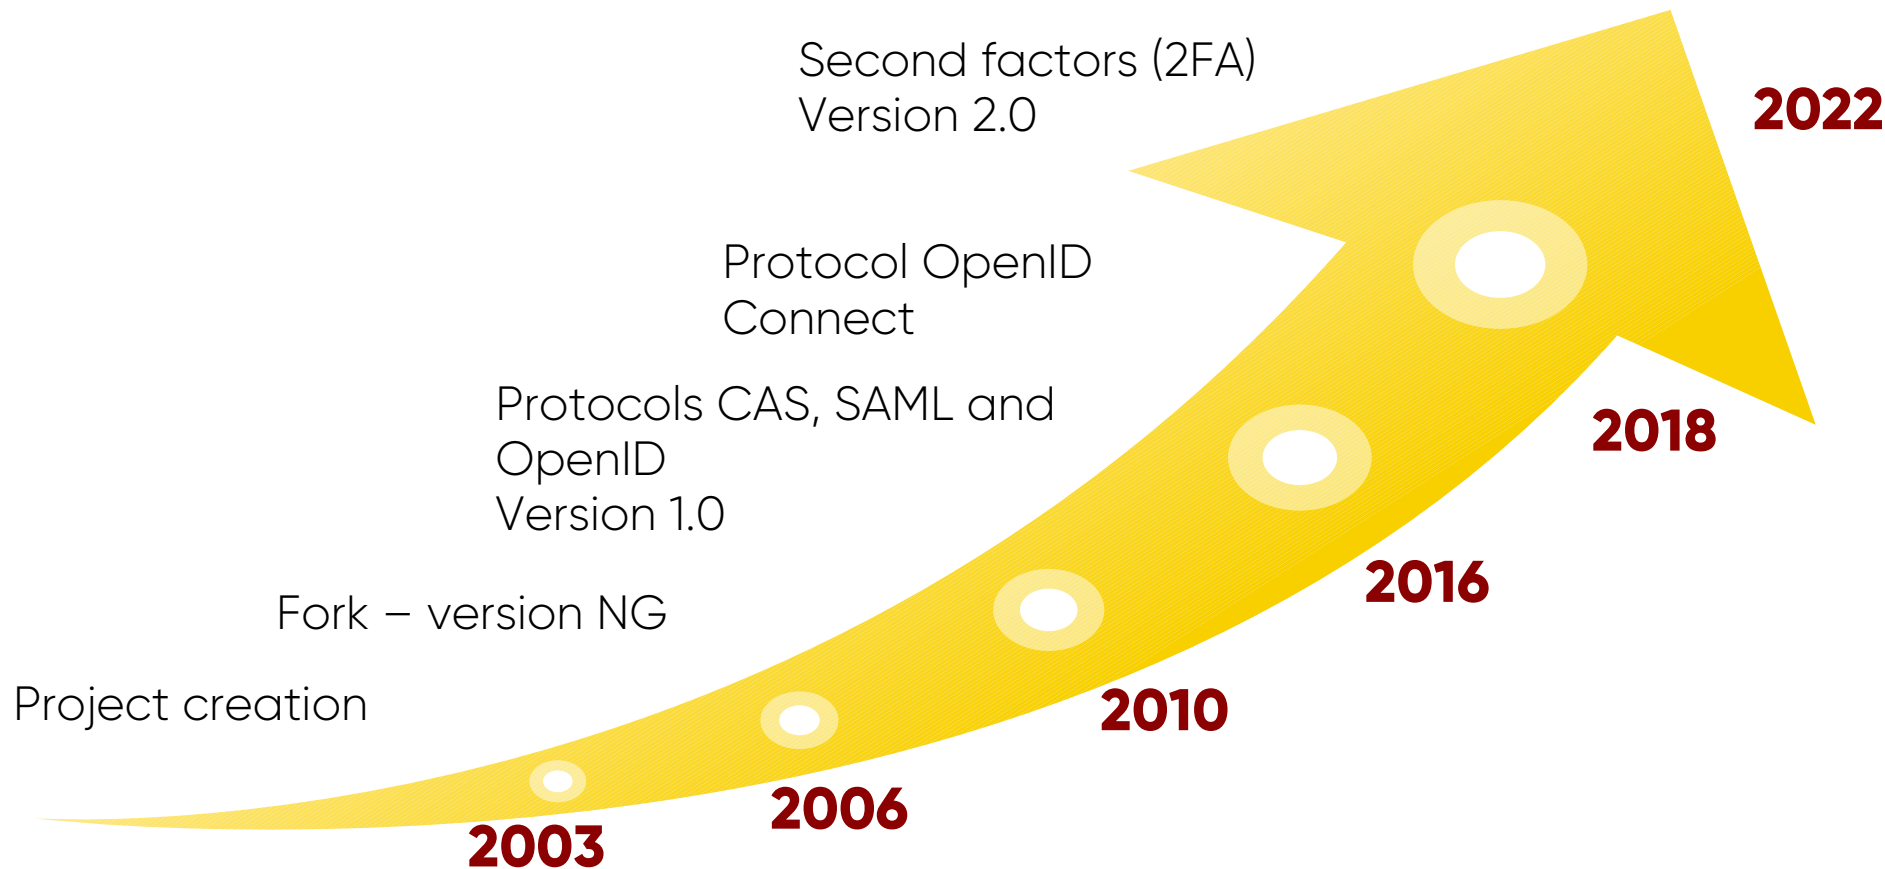 Second factors (2FA)
Version 2.0
2022
Protocol OpenID
Connect
Protocols CAS, SAML and
OpenID
Version 1.0
2018
2016
Fork – version NG
2010
Project creation
2006
2003